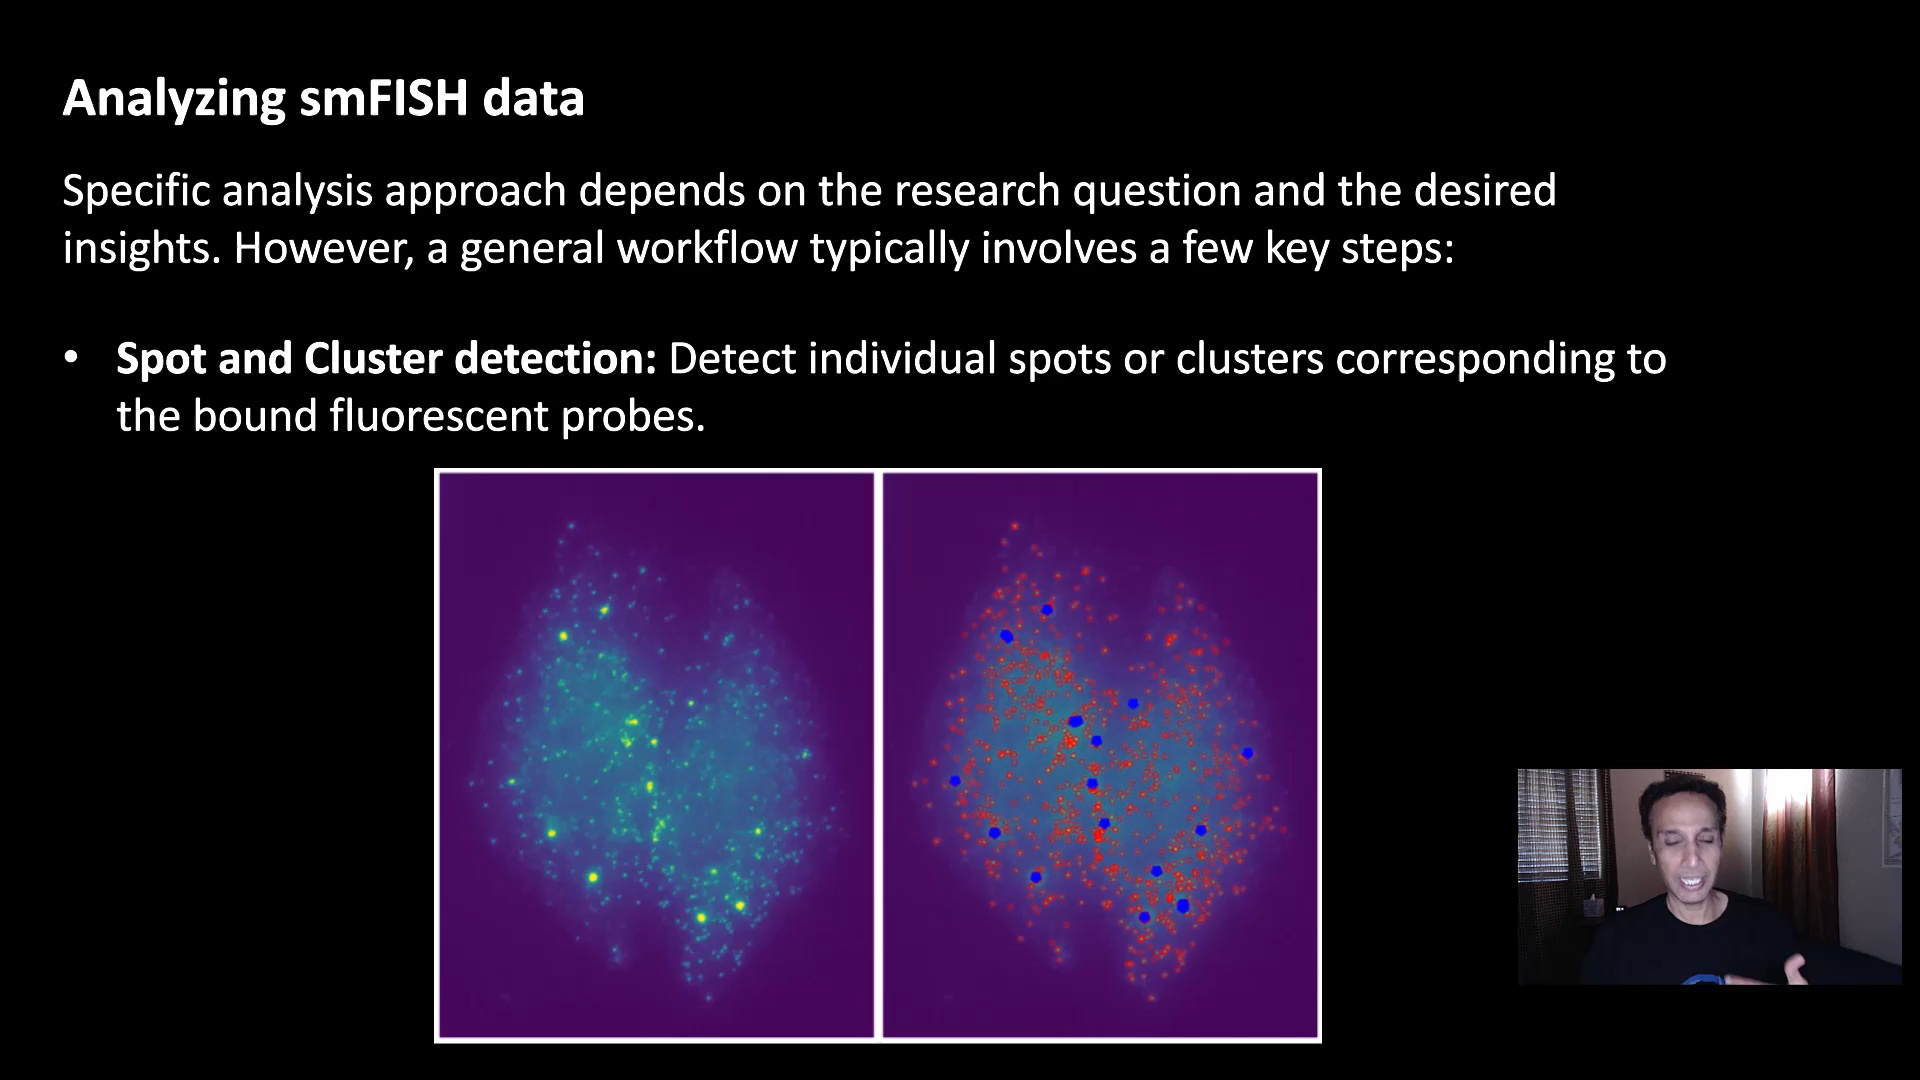 Analyzing smFISH data
Specific analysis approach depends on the research question and the desired
insights. However, a general workflow typically involves a few key steps:
• Spot and Cluster detection: Detect individual spots or clusters corresponding to
the bound fluorescent probes.